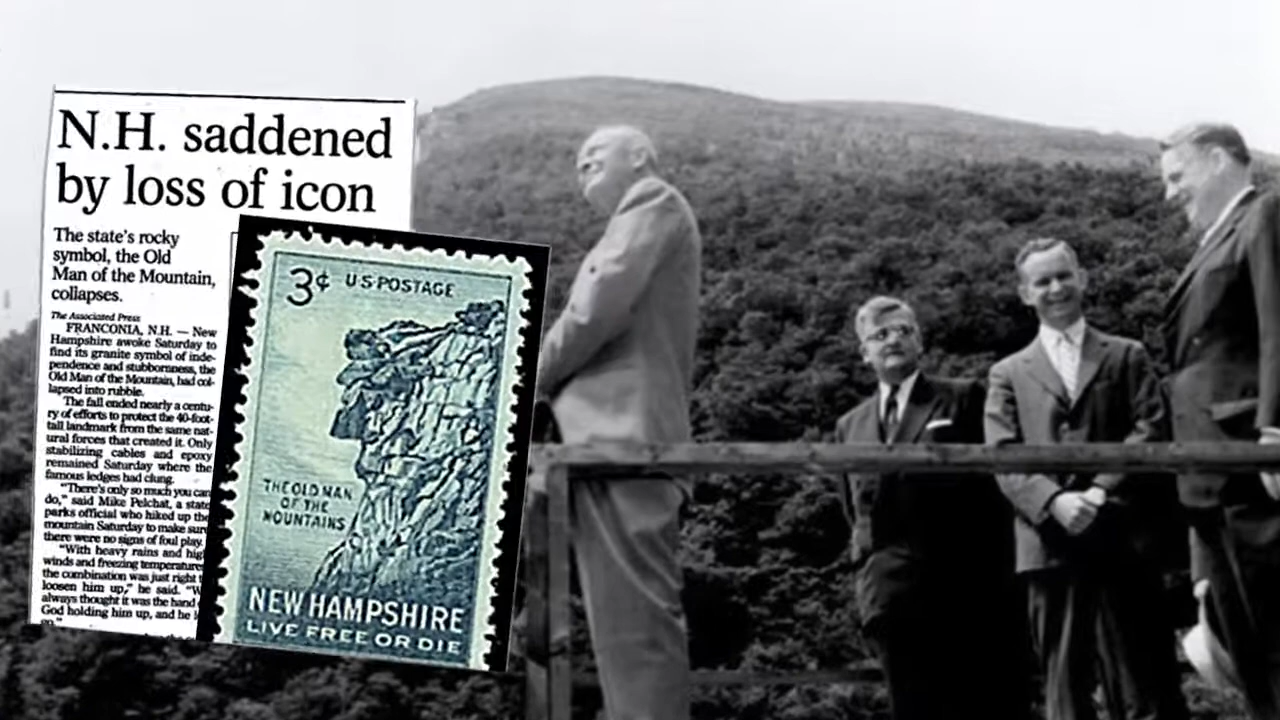 N.H. saddened
by loss of icon
The state's rocky
symbol, the Old
Man of the Mountain,
collapses.
The Associated Press
FRANCONIA, N.H. — New
Hampshire awoke Saturday to
find its granite symbol of inde-
pendence and stubbornness, the
Old Man of the Mountain, had col-
lapsed into rubble.
The fall ended nearly a centu-
ry of efforts to protect the 40-foot-
tall landmark from the same nat-
ural forces that created it. Only
stabilizing cables and epoxy
remained Saturday where the
famous ledges had clung.
"There's only so much you can
do," said Mike Pelchat, a state
parks official who hiked up the
mountain Saturday to make sure
there were no signs of foul play.
"With heavy rains and high
winds and freezing temperatures,
the combination was just right
loosen him up," he said.
always thought it was the hand
God holding him up, and he
go."
3¢ U.S. POSTAGE
THE OLD MAN
OF THE
MOUNTAINS
NEW HAMPSHIRE
LIVE FREE OR DIE